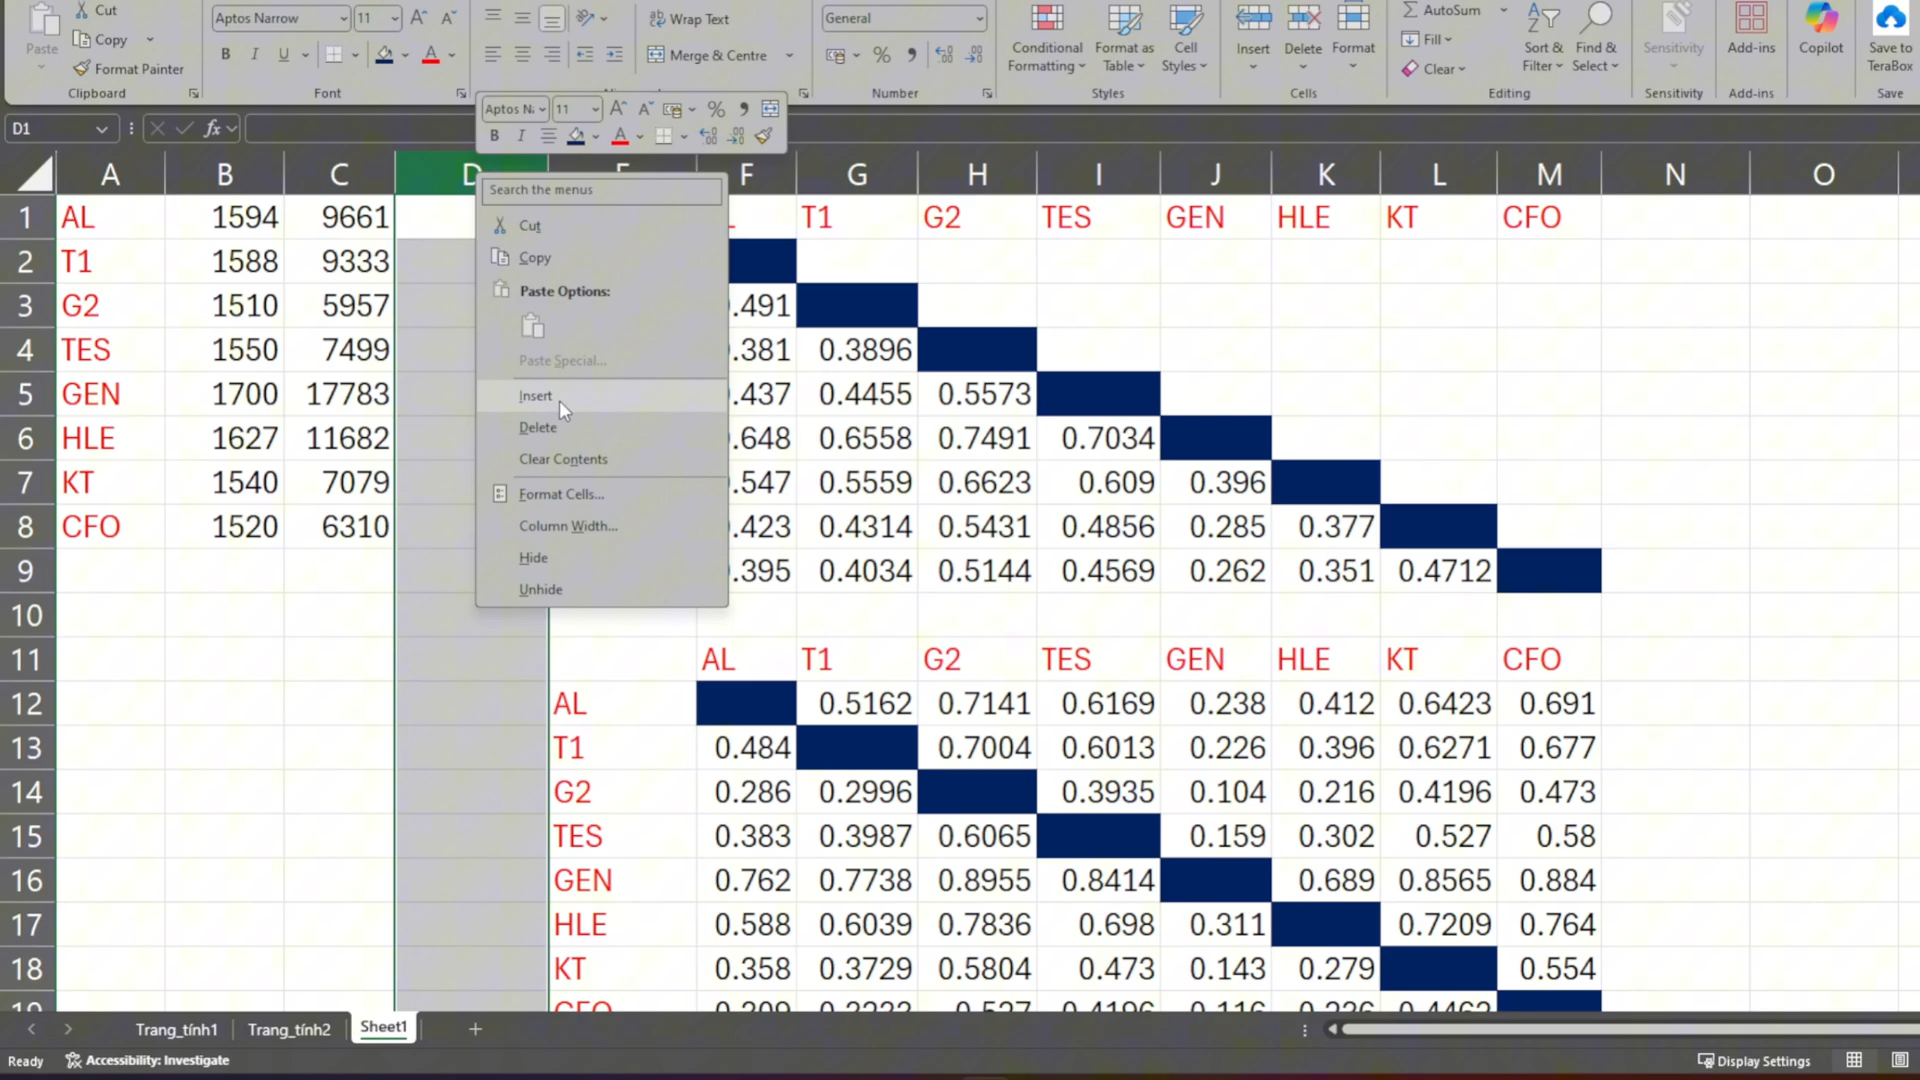 Cut
Copy
Format Painter
Paste
Clipboard
Aptos Narrow 11
B I U
Font
Wrap Text
Merge & Centre
General
Number
Conditional Formatting
Format as Table
Cell Styles
Styles
Insert
Delete
Format
Cells
AutoSum
Fill
Clear
Sort & Filter
Find & Select
Editing
Sensitivity
Sensitivity
Add-ins
Add-ins
Copilot
Save to TeraBox
Save
Aptos N 11
B I
D1 fx
A B C D F G H I J K L M N O
1 AL 1594 9661 T1 G2 TES GEN HLE KT CFO
2 T1 1588 9333
3 G2 1510 5957 .491
4 TES 1550 7499 .381 0.3896
5 GEN 1700 17783 .437 0.4455 0.5573
6 HLE 1627 11682 .648 0.6558 0.7491 0.7034
7 KT 1540 7079 .547 0.5559 0.6623 0.609 0.396
8 CFO 1520 6310 .423 0.4314 0.5431 0.4856 0.285 0.377
9 .395 0.4034 0.5144 0.4569 0.262 0.351 0.4712
10
11 AL T1 G2 TES GEN HLE KT CFO
12 AL 0.5162 0.7141 0.6169 0.238 0.412 0.6423 0.691
13 T1 0.484 0.7004 0.6013 0.226 0.396 0.6271 0.677
14 G2 0.286 0.2996 0.3935 0.104 0.216 0.4196 0.473
15 TES 0.383 0.3987 0.6065 0.159 0.302 0.527 0.58
16 GEN 0.762 0.7738 0.8955 0.8414 0.689 0.8565 0.884
17 HLE 0.588 0.6039 0.7836 0.698 0.311 0.7209 0.764
18 KT 0.358 0.3729 0.5804 0.473 0.143 0.279 0.554
Search the menus
Cut
Copy
Paste Options:
Paste Special...
Insert
Delete
Clear Contents
Format Cells...
Column Width...
Hide
Unhide
Trang_tính1 Trang_tính2 Sheet1
Ready Accessibility: Investigate Display Settings